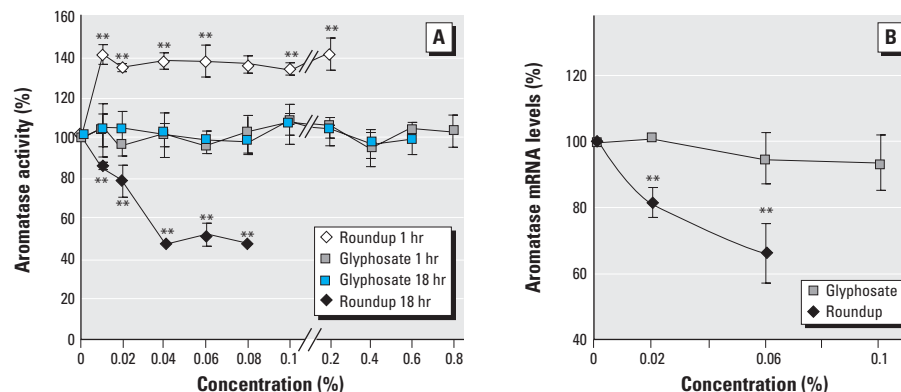 A
160
140
120
100
80
60
40
20
0
Aromatase activity (%)
** ** ** ** ** **
** ** ** ** **
Roundup 1 hr
Glyphosate 1 hr
Glyphosate 18 hr
Roundup 18 hr
0 0.02 0.04 0.06 0.08 0.1 0.2 0.4 0.6 0.8
Concentration (%)
B
120
100
80
60
40
Aromatase mRNA levels (%)
**
**
Glyphosate
Roundup
0 0.02 0.06 0.1
Concentration (%)